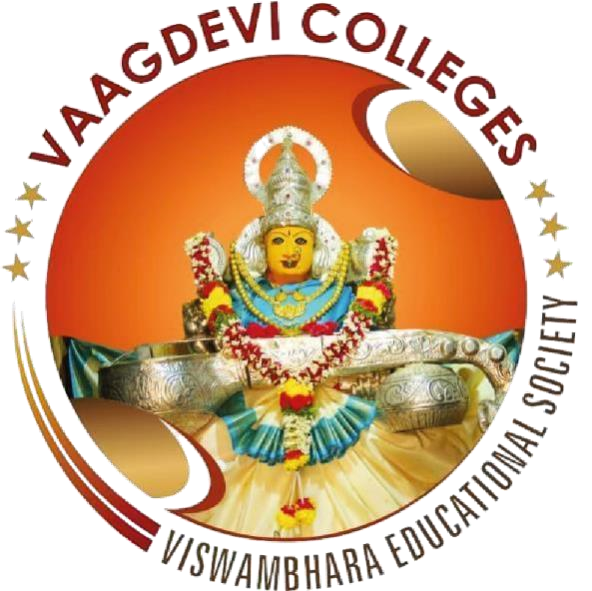 VAAGDEVI COLLEGES
VISWAMBHARA EDUCATIONAL SOCIETY